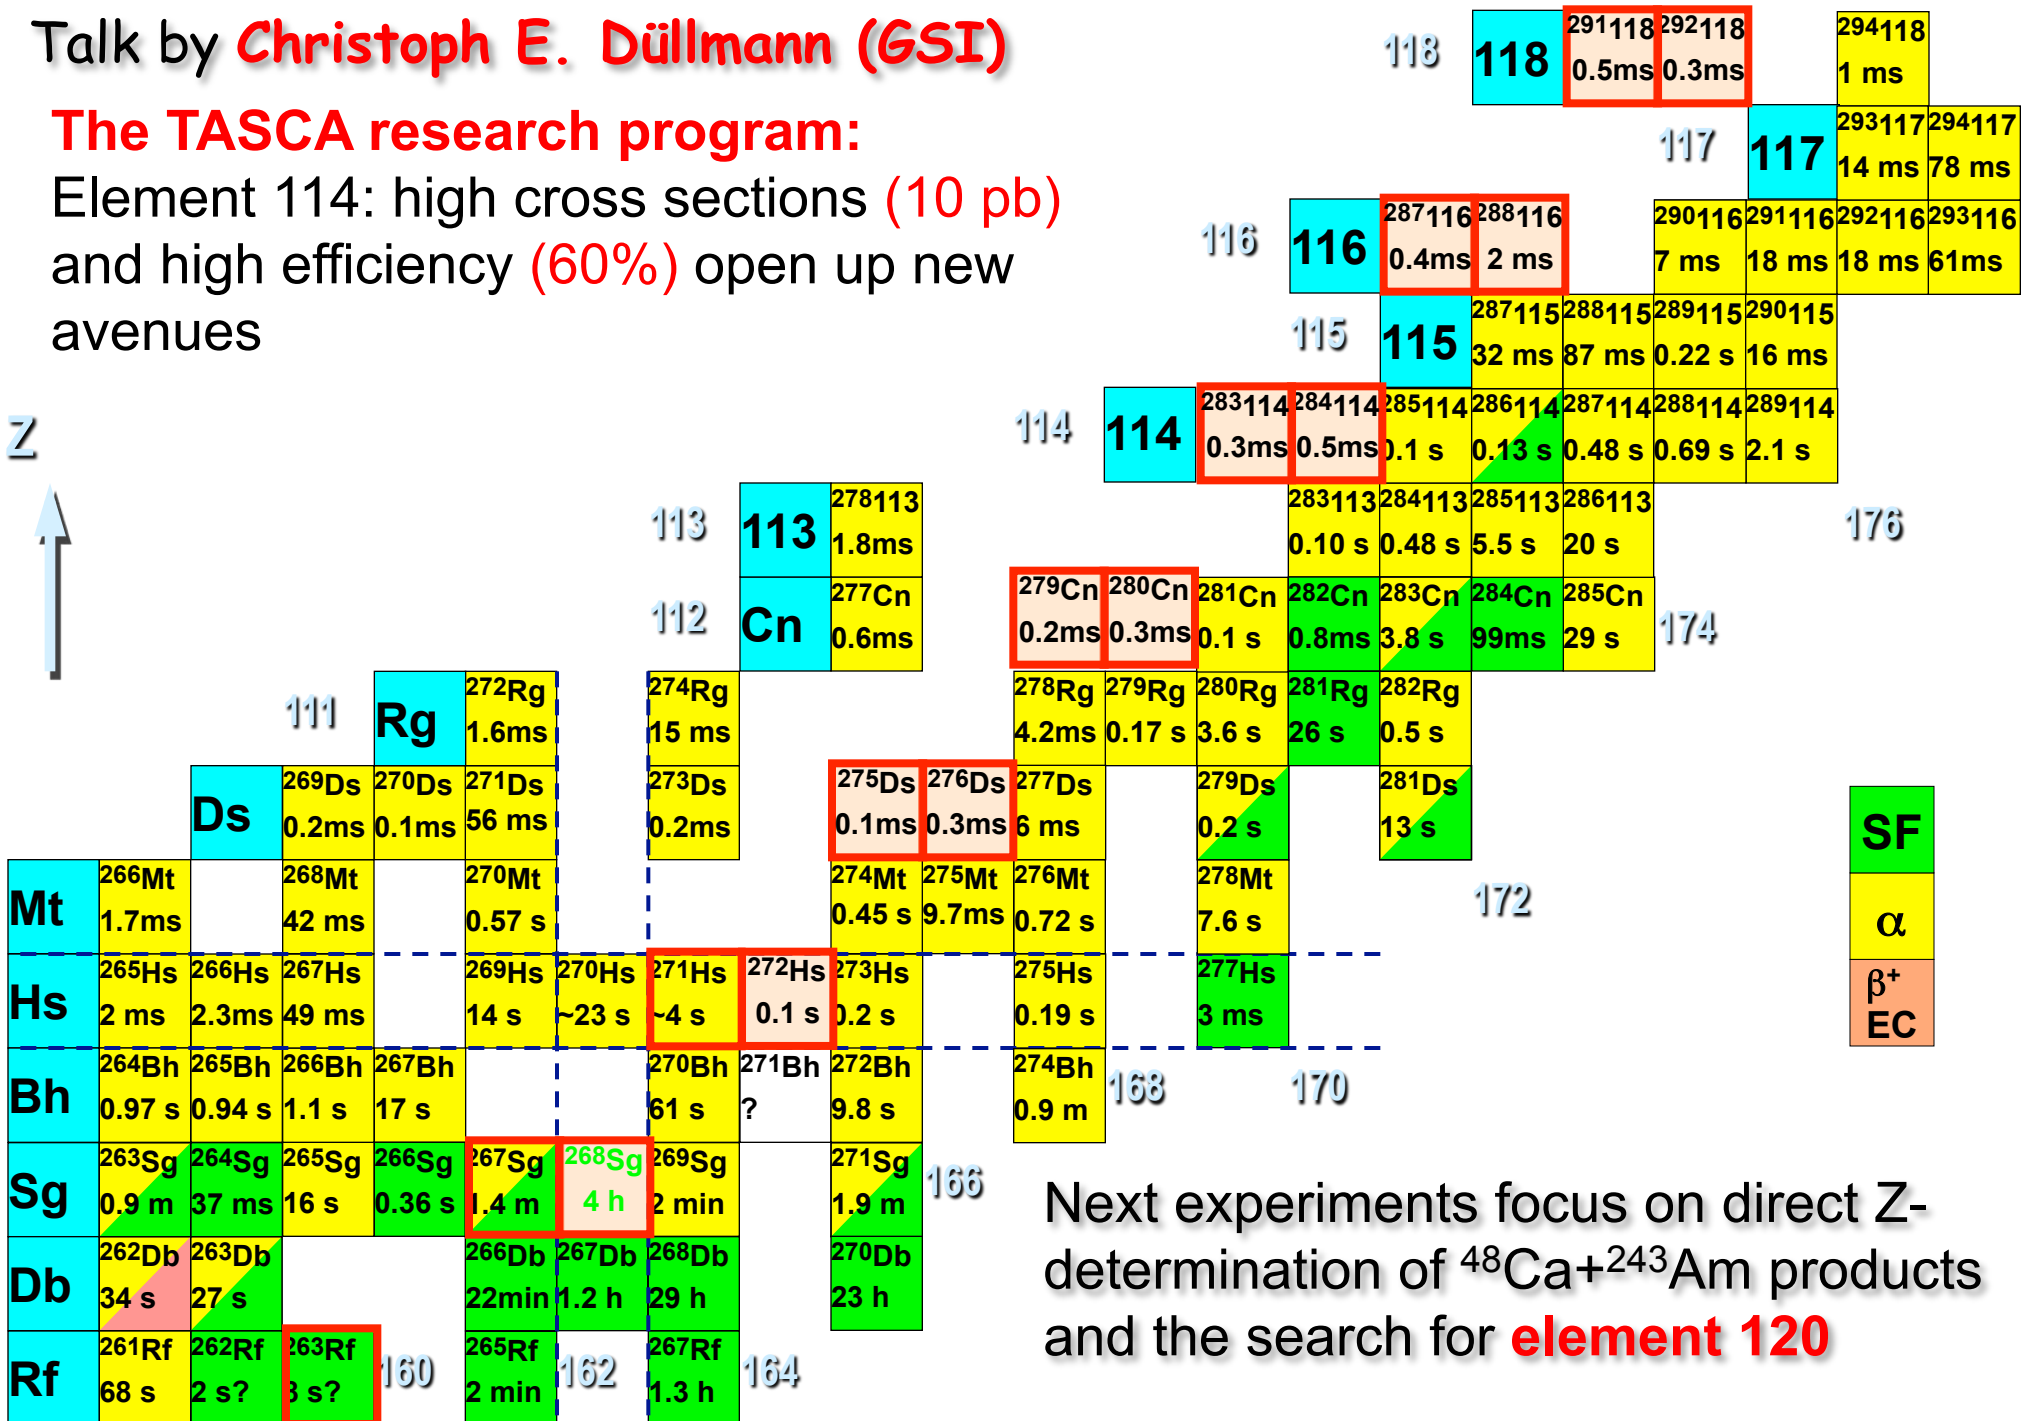 Talk by Christoph E. Düllmann (GSI)
The TASCA research program:
Element 114: high cross sections (10 pb)
and high efficiency (60%) open up new
avenues
118 118 ²⁹¹118 ²⁹²118 ²⁹⁴118
0.5ms 0.3ms 1 ms
117 117 ²⁹³117 ²⁹⁴117
14 ms 78 ms
116 116 ²⁸⁷116 ²⁸⁸116 ²⁹⁰116 ²⁹¹116 ²⁹²116 ²⁹³116
0.4ms 2 ms 7 ms 18 ms 18 ms 61ms
115 115 ²⁸⁷115 ²⁸⁸115 ²⁸⁹115 ²⁹⁰115
32 ms 87 ms 0.22 s 16 ms
Z
114 114 ²⁸³114 ²⁸⁴114 ²⁸⁵114 ²⁸⁶114 ²⁸⁷114 ²⁸⁸114 ²⁸⁹114
0.3ms 0.5ms 0.1 s 0.13 s 0.48 s 0.69 s 2.1 s
113 113 ²⁷⁸113 ²⁸³113 ²⁸⁴113 ²⁸⁵113 ²⁸⁶113 176
1.8ms 0.10 s 0.48 s 5.5 s 20 s
112 Cn ²⁷⁷Cn ²⁷⁹Cn ²⁸⁰Cn ²⁸¹Cn ²⁸²Cn ²⁸³Cn ²⁸⁴Cn ²⁸⁵Cn 174
0.6ms 0.2ms 0.3ms 0.1 s 0.8ms 3.8 s 99ms 29 s
111 Rg ²⁷²Rg ²⁷⁴Rg ²⁷⁸Rg ²⁷⁹Rg ²⁸⁰Rg ²⁸¹Rg ²⁸²Rg
1.6ms 15 ms 4.2ms 0.17 s 3.6 s 26 s 0.5 s
Ds ²⁶⁹Ds ²⁷⁰Ds ²⁷¹Ds ²⁷³Ds ²⁷⁵Ds ²⁷⁶Ds ²⁷⁷Ds ²⁷⁹Ds ²⁸¹Ds
0.2ms 0.1ms 56 ms 0.2ms 0.1ms 0.3ms 6 ms 0.2 s 13 s
SF
Mt ²⁶⁶Mt ²⁶⁸Mt ²⁷⁰Mt ²⁷⁴Mt ²⁷⁵Mt ²⁷⁶Mt ²⁷⁸Mt 172
1.7ms 42 ms 0.57 s 0.45 s 9.7ms 0.72 s 7.6 s
α
Hs ²⁶⁵Hs ²⁶⁶Hs ²⁶⁷Hs ²⁶⁹Hs ²⁷⁰Hs ²⁷¹Hs ²⁷²Hs ²⁷³Hs ²⁷⁵Hs ²⁷⁷Hs
2 ms 2.3ms 49 ms 14 s ~23 s ~4 s 0.1 s 0.2 s 0.19 s 3 ms
β⁺
EC
Bh ²⁶⁴Bh ²⁶⁵Bh ²⁶⁶Bh ²⁶⁷Bh ²⁷⁰Bh ²⁷¹Bh ²⁷²Bh ²⁷⁴Bh 168 170
0.97 s 0.94 s 1.1 s 17 s 61 s ? 9.8 s 0.9 m
Sg ²⁶³Sg ²⁶⁴Sg ²⁶⁵Sg ²⁶⁶Sg ²⁶⁷Sg ²⁶⁸Sg ²⁶⁹Sg ²⁷¹Sg 166
0.9 m 37 ms 16 s 0.36 s 1.4 m 4 h 2 min 1.9 m
Db ²⁶²Db ²⁶³Db ²⁶⁶Db ²⁶⁷Db ²⁶⁸Db ²⁷⁰Db
34 s 27 s 22min 1.2 h 29 h 23 h
Rf ²⁶¹Rf ²⁶²Rf ²⁶³Rf 160 ²⁶⁵Rf 162 ²⁶⁷Rf 164
68 s 2 s? s? 2 min 1.3 h
Next experiments focus on direct Z-
determination of ⁴⁸Ca+²⁴³Am products
and the search for element 120